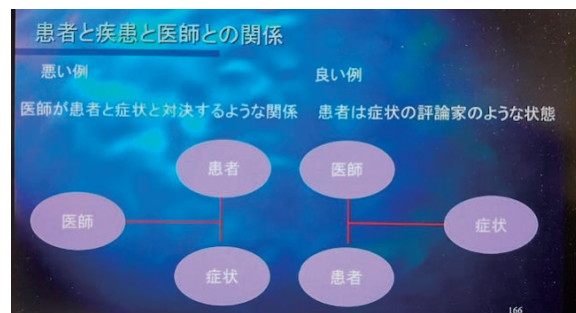 患者と疾患と医師との関係
悪い例
良い例
医師が患者と症状と対決するような関係
患者は症状の評論家のような状態
患者
医師
医師
症状
症状
患者
166